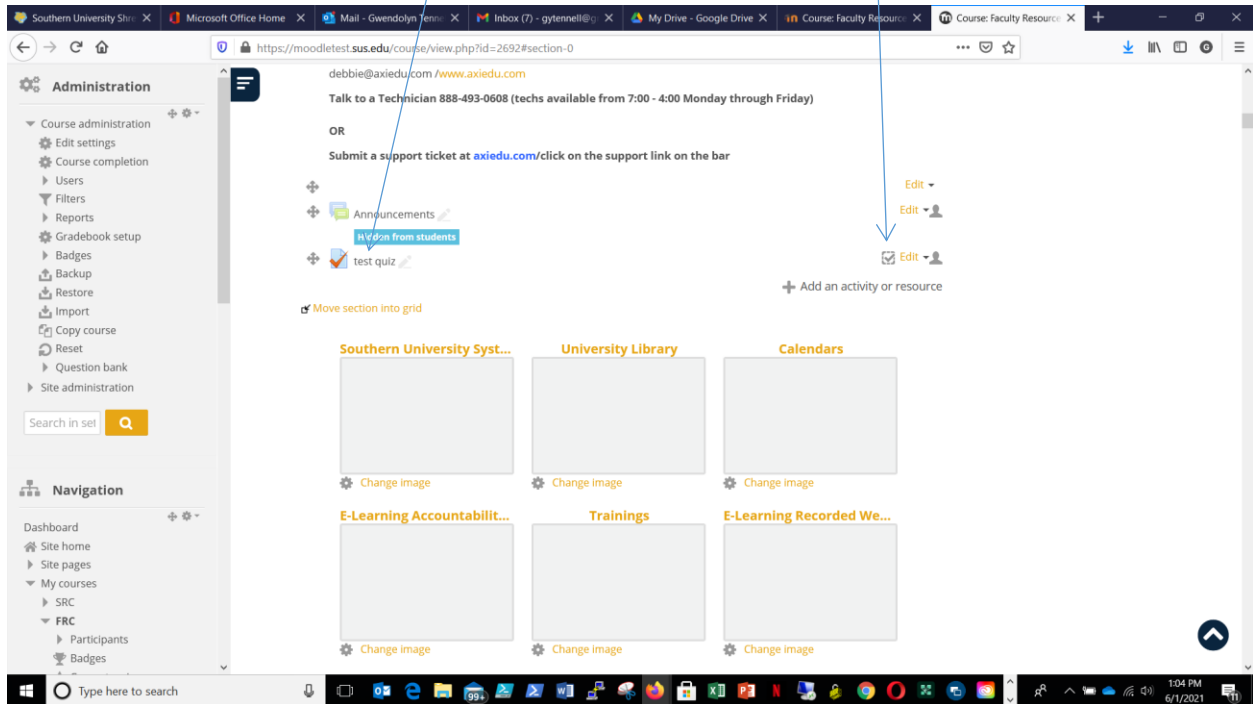 Southern University Shre
Microsoft Office Home
Mail - Gwendolyn Tenne
Inbox (7) - gytennell@g
My Drive - Google Drive
Course: Faculty Resource
Course: Faculty Resource
https://moodletest.sus.edu/course/view.php?id=2692#section-0
Administration
Course administration
Edit settings
Course completion
Users
Filters
Reports
Gradebook setup
Badges
Backup
Restore
Import
Copy course
Reset
Question bank
Site administration
Search in set
Navigation
Dashboard
Site home
Site pages
My courses
SRC
FRC
Participants
Badges
debbie@axiedu.com /www.axiedu.com
Talk to a Technician 888-493-0608 (techs available from 7:00 - 4:00 Monday through Friday)
OR
Submit a support ticket at axiedu.com/click on the support link on the bar
Edit
Announcements
Edit
Hidden from students
test quiz
Edit
Add an activity or resource
Move section into grid
Southern University Syst...
University Library
Calendars
Change image
Change image
Change image
E-Learning Accountabilit...
Trainings
E-Learning Recorded We...
Change image
Change image
Change image
Type here to search
99+
1:04 PM
6/1/2021
11